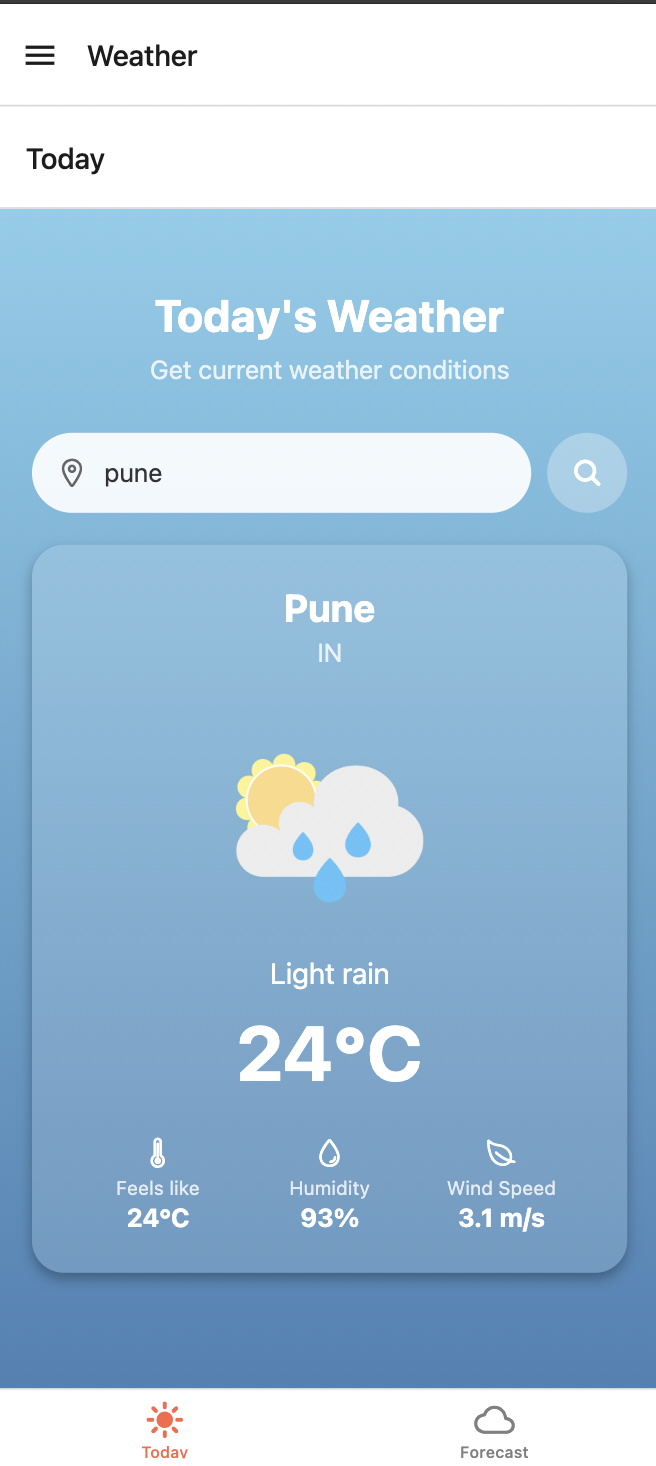 Weather
Today
Today's Weather
Get current weather conditions
pune
Pune
IN
Light rain
24°C
Feels like
24°C
Humidity
93%
Wind Speed
3.1 m/s
Today
Forecast